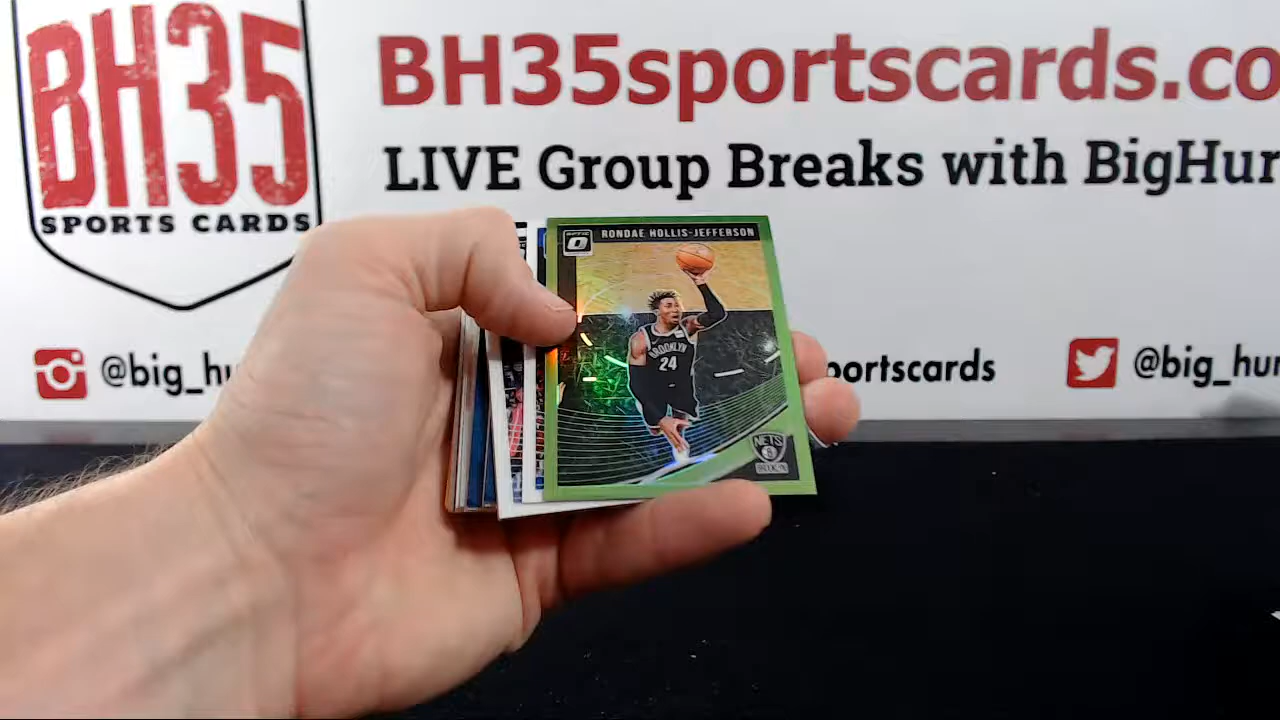 BH35
SPORTS CARDS
BH35sportscards.co
LIVE Group Breaks with BigHur
@big_hu
portscards
@big_hur
OPTIC
RONDAE HOLLIS-JEFFERSON
BROOKLYN
24
NETS